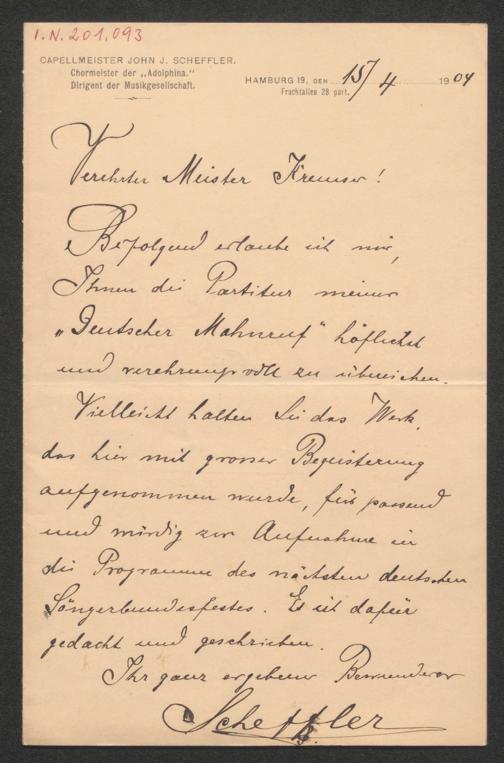 I.N.201.093
CAPELLMEISTER JOHN J. SCHEFFLER.
Chormeister der „Adolphina."
Dirigent der Musikgesellschaft.
HAMBURG 19, DEN 15/4 1904
Fruchtallee 28 part.
Verehrter Meister Kremser!
Beifolgend erlaube ich mir,
Ihnen die Partitur meiner
„Deutscher Mahnruf" höflichst
und verehrungsvoll zu überreichen.
Vielleicht halten Sie das Werk,
das hier mit grosser Begeisterung
aufgenommen wurde, für passend
und würdig zur Aufnahme in
die Programme des nächsten deutschen
Sängerbundesfestes. Es ist dafür
gedacht und geschrieben.
Ihr ganz ergebener Bewunderer
Scheffler